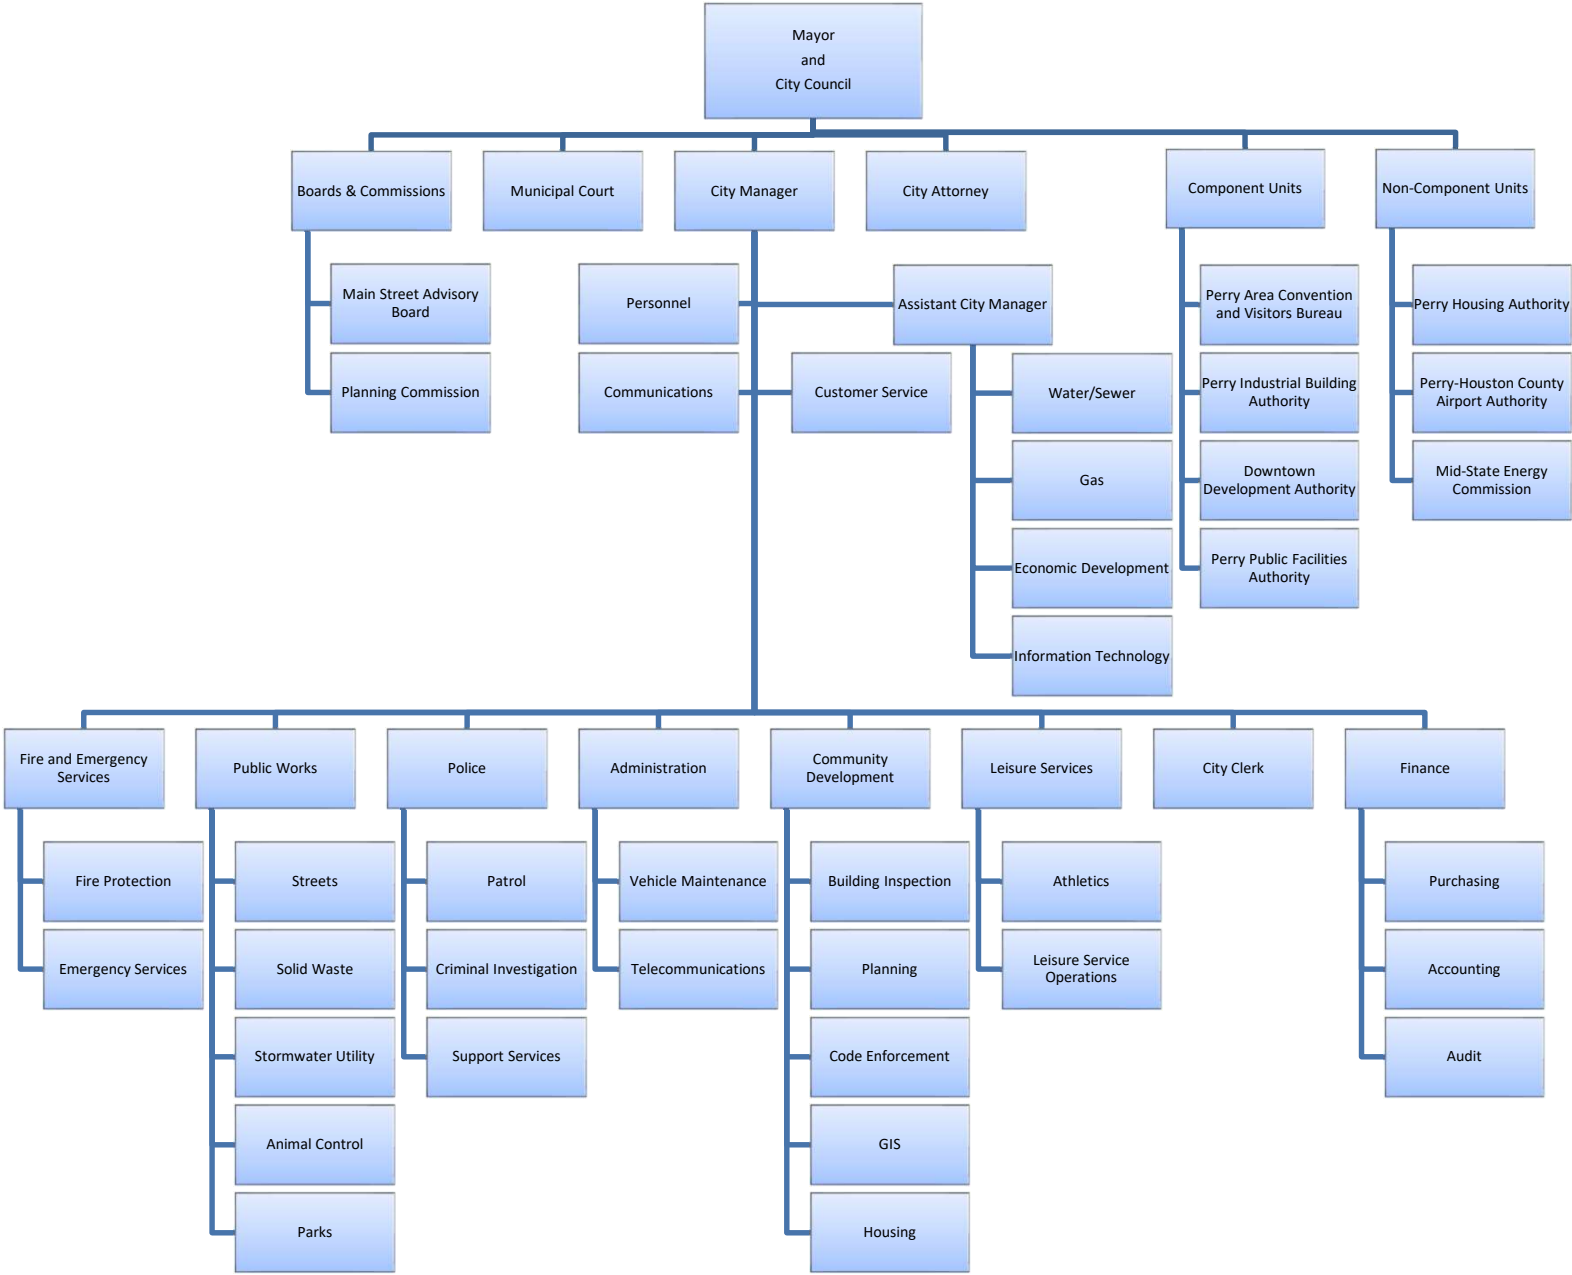 Mayor
and
City Council
Boards & Commissions
Municipal Court
City Manager
City Attorney
Component Units
Non-Component Units
Main Street Advisory
Board
Planning Commission
Personnel
Communications
Assistant City Manager
Customer Service
Water/Sewer
Gas
Economic Development
Information Technology
Perry Area Convention
and Visitors Bureau
Perry Industrial Building
Authority
Downtown
Development Authority
Perry Public Facilities
Authority
Perry Housing Authority
Perry-Houston County
Airport Authority
Mid-State Energy
Commission
Fire and Emergency
Services
Fire Protection
Emergency Services
Public Works
Streets
Solid Waste
Stormwater Utility
Animal Control
Parks
Police
Patrol
Criminal Investigation
Support Services
Administration
Vehicle Maintenance
Telecommunications
Community
Development
Building Inspection
Planning
Code Enforcement
GIS
Housing
Leisure Services
Athletics
Leisure Service
Operations
City Clerk
Finance
Purchasing
Accounting
Audit